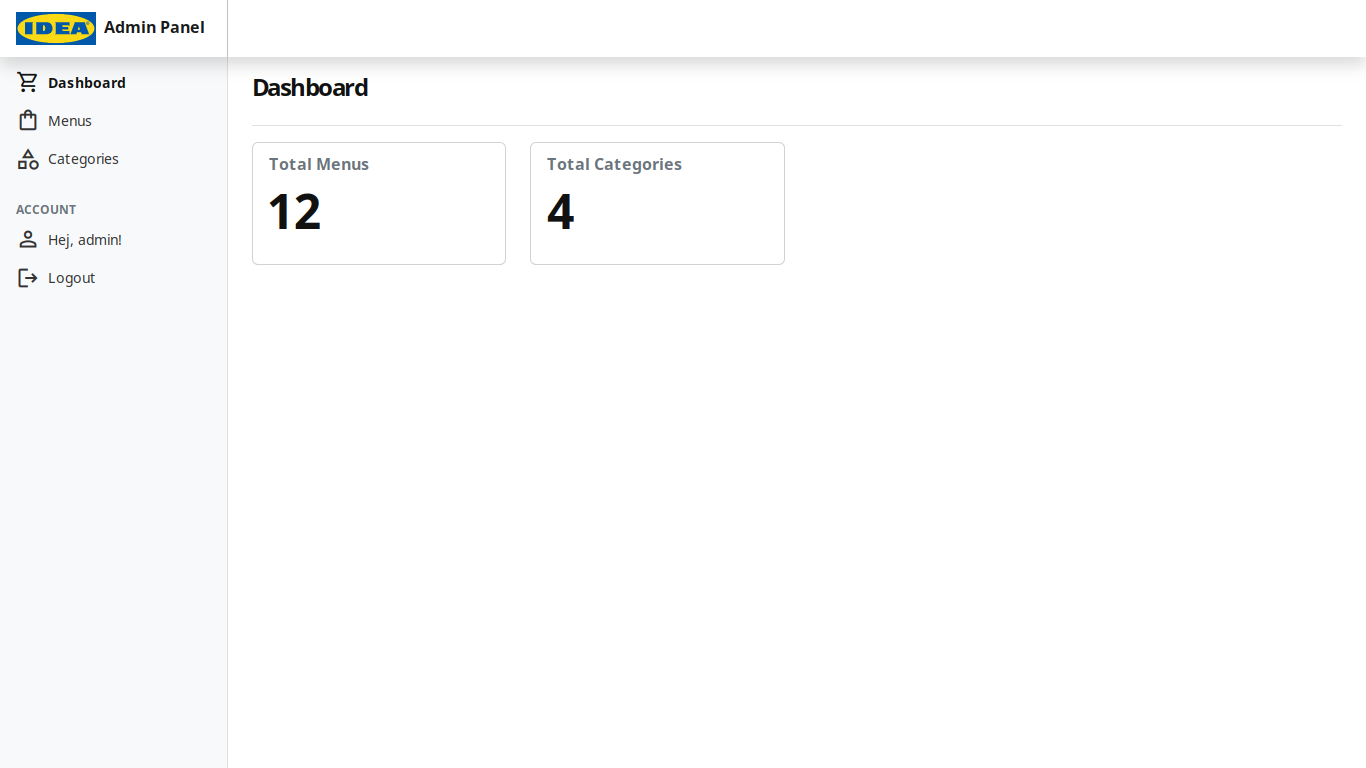 IDEA Admin Panel
Dashboard
Menus
Categories
ACCOUNT
Hej, admin!
Logout
Dashboard
Total Menus
12
Total Categories
4